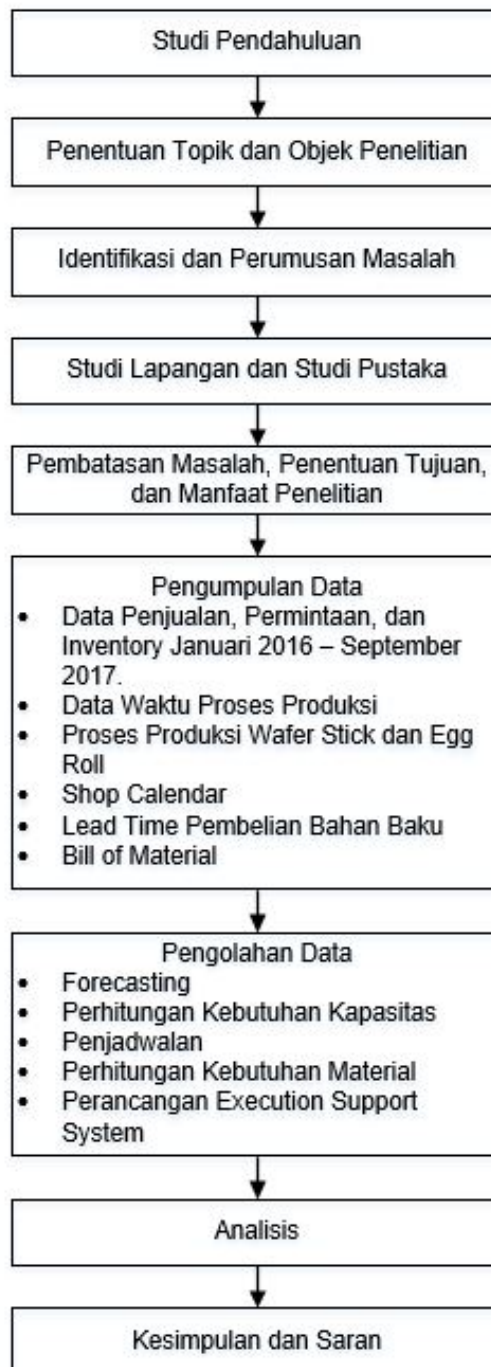 Studi Pendahuluan
Penentuan Topik dan Objek Penelitian
Identifikasi dan Perumusan Masalah
Studi Lapangan dan Studi Pustaka
Pembatasan Masalah, Penentuan Tujuan,
dan Manfaat Penelitian
Pengumpulan Data
• Data Penjualan, Permintaan, dan
Inventory Januari 2016 – September
2017.
• Data Waktu Proses Produksi
• Proses Produksi Wafer Stick dan Egg
Roll
• Shop Calendar
• Lead Time Pembelian Bahan Baku
• Bill of Material
Pengolahan Data
• Forecasting
• Perhitungan Kebutuhan Kapasitas
• Penjadwalan
• Perhitungan Kebutuhan Material
• Perancangan Execution Support
System
Analisis
Kesimpulan dan Saran